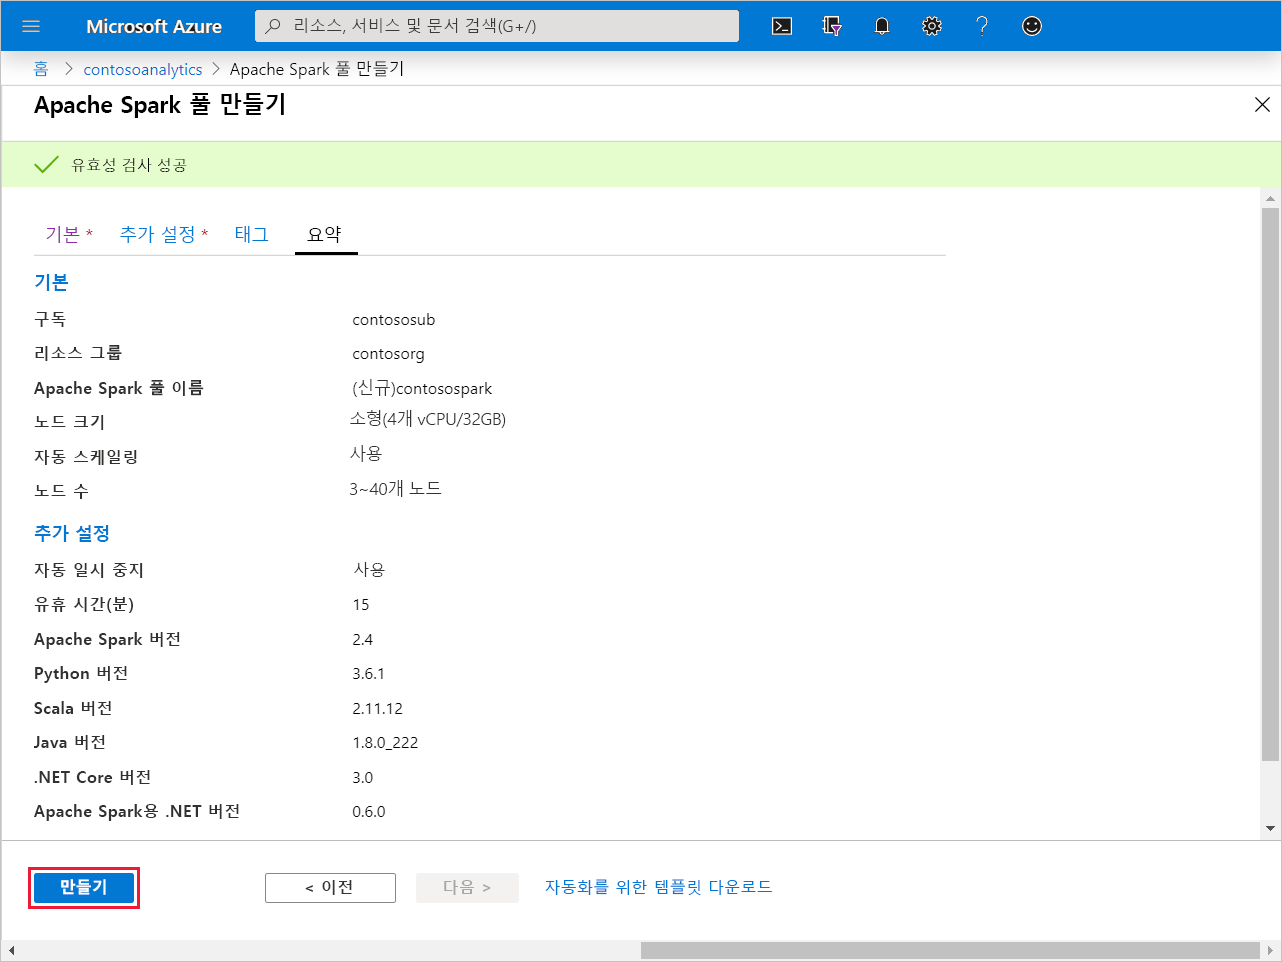 Microsoft Azure
리소스, 서비스 및 문서 검색(G+/)
홈 > contosoanalytics > Apache Spark 풀 만들기
Apache Spark 풀 만들기
유효성 검사 성공
기본 * 추가 설정 * 태그 요약
기본
구독 contososub
리소스 그룹 contosorg
Apache Spark 풀 이름 (신규)contosospark
노드 크기 소형(4개 vCPU/32GB)
자동 스케일링 사용
노드 수 3~40개 노드
추가 설정
자동 일시 중지 사용
유휴 시간(분) 15
Apache Spark 버전 2.4
Python 버전 3.6.1
Scala 버전 2.11.12
Java 버전 1.8.0_222
.NET Core 버전 3.0
Apache Spark용 .NET 버전 0.6.0
만들기 < 이전 다음 > 자동화를 위한 템플릿 다운로드